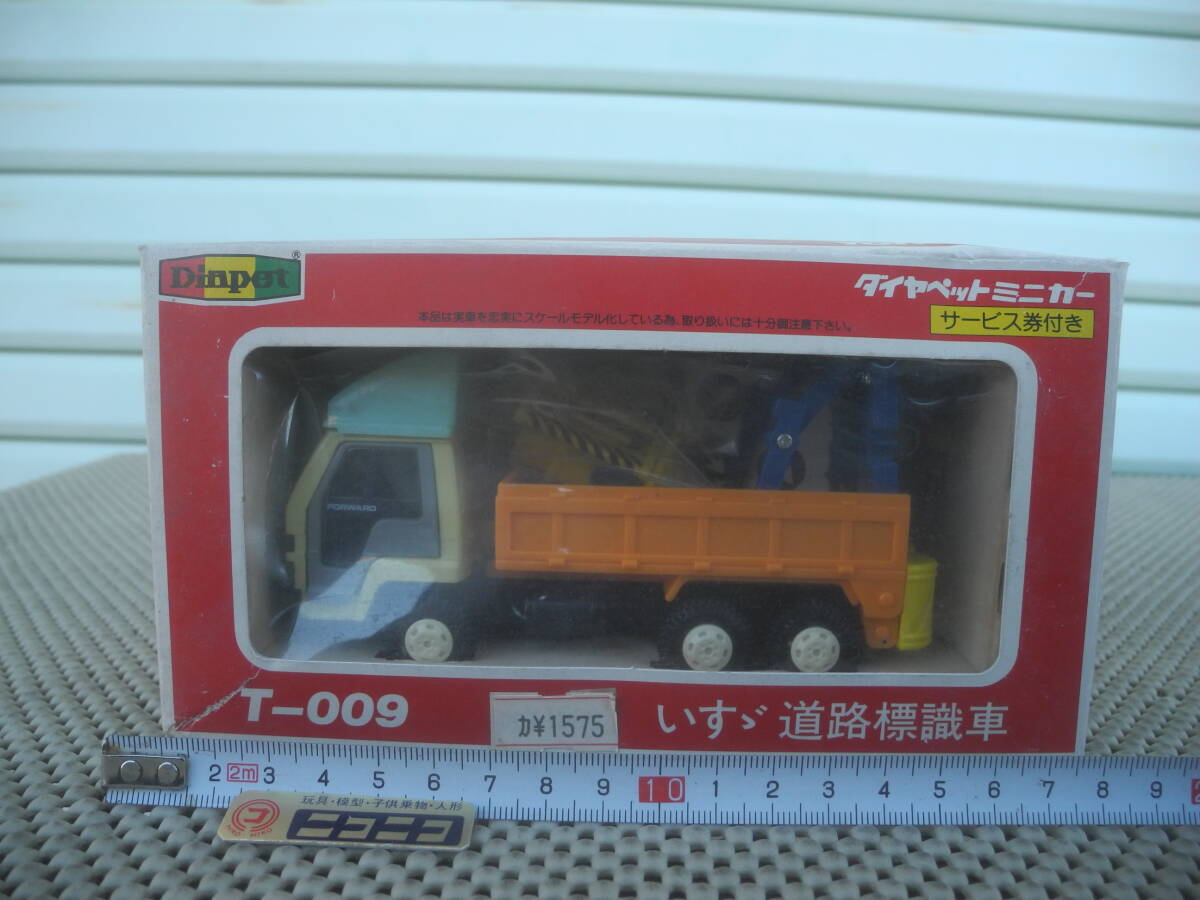 Diapet®
ダイヤペットミニカー
サービス券付き
本品は実車を忠実にスケールモデル化している為、取り扱いには十分御注意下さい。
FORWARD
T-009
カ¥1575
いすゞ 道路標識車
2 2m 3 4 5 6 7 8 9 10 1 2 3 4 5 6 7 8 9
玩具・模型・子供乗物・人形
ヒコヒコ